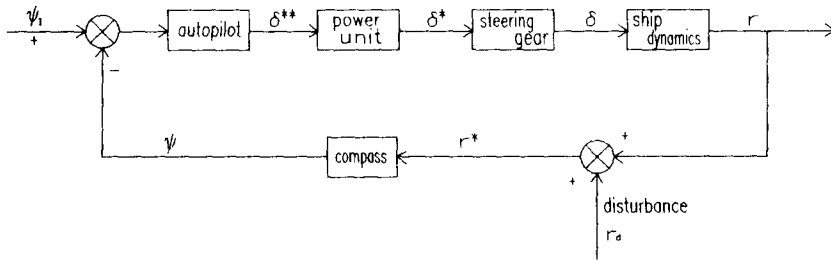 ψ₁
+
−
autopilot
δ**
power
unit
δ*
steering
gear
δ
ship
dynamics
r
ψ
compass
r*
+
+
disturbance
r_d